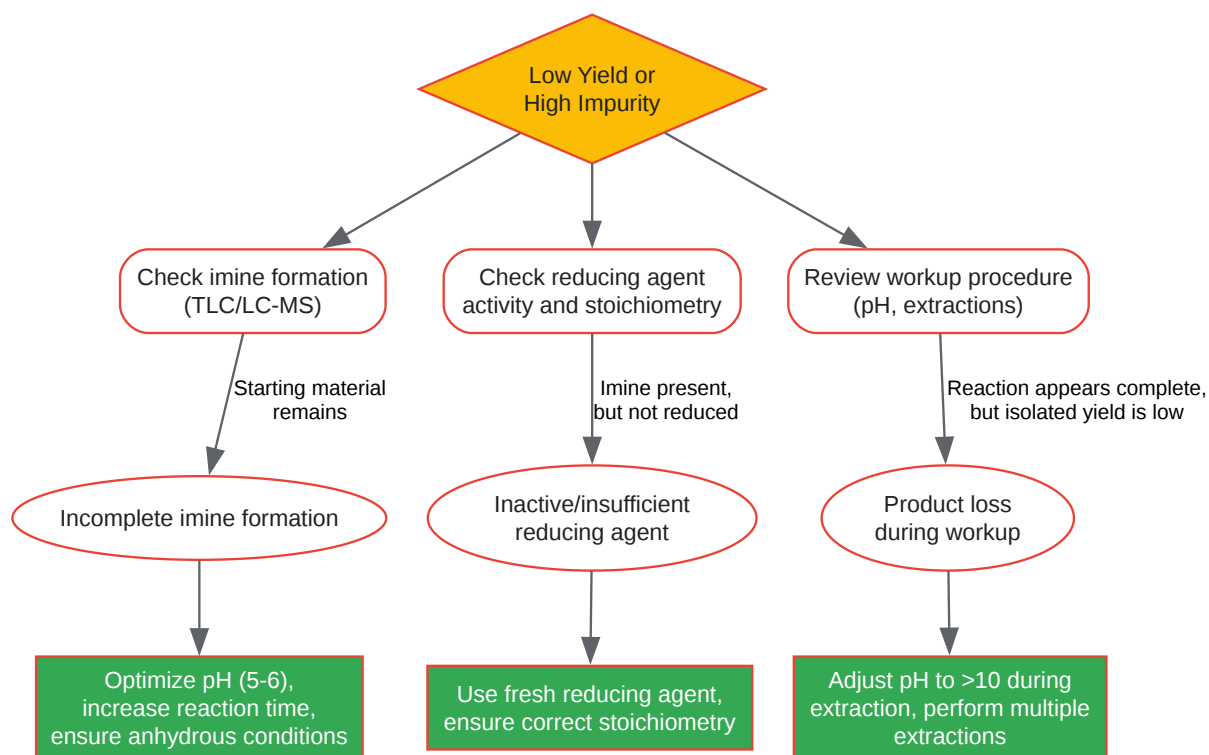 Low Yield or
High Impurity
Check imine formation
(TLC/LC-MS)
Check reducing agent
activity and stoichiometry
Review workup procedure
(pH, extractions)
Starting material
remains
Imine present,
but not reduced
Reaction appears complete,
but isolated yield is low
Incomplete imine formation
Inactive/insufficient
reducing agent
Product loss
during workup
Optimize pH (5-6),
increase reaction time,
ensure anhydrous conditions
Use fresh reducing agent,
ensure correct stoichiometry
Adjust pH to >10 during
extraction, perform multiple
extractions